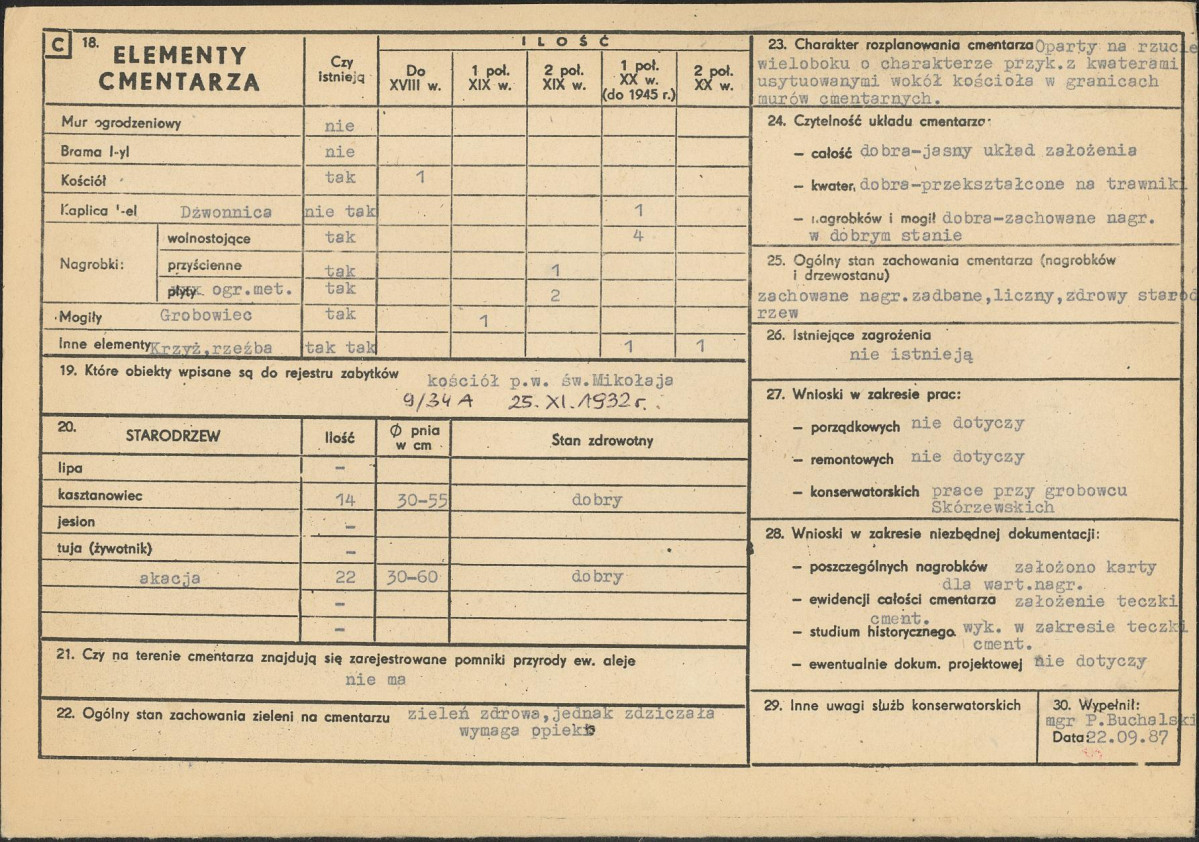 C 18. ELEMENTY CMENTARZA
Czy istnieją
ILOŚĆ
Do XVIII w.
1 poł. XIX w.
2 poł. XIX w.
1 poł. XX w. (do 1945 r.)
2 poł. XX w.
Mur ogrodzeniowy nie
Brama I-yI nie
Kościół tak 1
Kaplica '-eI Dzwonnica nie tak 1
Nagrobki:
wolnostojące tak 4
przyścienne tak 1
płyty ogr.met. tak 2
Mogiły Grobowiec tak 1
Inne elementy Krzyż,rzeźba tak tak 1 1
19. Które obiekty wpisane są do rejestru zabytków kościół p.w. św.Mikołaja
9/34 A 25.XI.1932 r.
20. STARODRZEW Ilość Ø pnia w cm Stan zdrowotny
lipa –
kasztanowiec 14 30-55 dobry
jesion –
tuja (żywotnik) –
akacja 22 30-60 dobry
–
–
21. Czy na terenie cmentarza znajdują się zarejestrowane pomniki przyrody ew. aleje
nie ma
22. Ogólny stan zachowania zieleni na cmentarzu zieleń zdrowa,jednak zdziczała
wymaga opieki
23. Charakter rozplanowania cmentarza Oparty na rzucie
wieloboku o charakterze przyk.z kwaterami
usytuowanymi wokół kościoła w granicach
murów cmentarnych.
24. Czytelność układu cmentarza:
– całość dobra-jasny układ założenia
– kwater, dobra-przekształcone na trawniki
– nagrobków i mogił dobra-zachowane nagr.
w dobrym stanie
25. Ogólny stan zachowania cmentarza (nagrobków
i drzewostanu)
zachowane nagr.zadbane,liczny,zdrowy starod
rzew
26. Istniejące zagrożenia
nie istnieją
27. Wnioski w zakresie prac:
– porządkowych nie dotyczy
– remontowych nie dotyczy
– konserwatorskich prace przy grobowcu
Skórzewskich
28. Wnioski w zakresie niezbędnej dokumentacji:
– poszczególnych nagrobków założono karty
dla wart.nagr.
– ewidencji całości cmentarza założenie teczki
cment.
– studium historycznego wyk. w zakresie teczki
cment.
– ewentualnie dokum. projektowej nie dotyczy
29. Inne uwagi służb konserwatorskich
30. Wypełnił:
mgr P.Buchalski
Data: 22.09.87